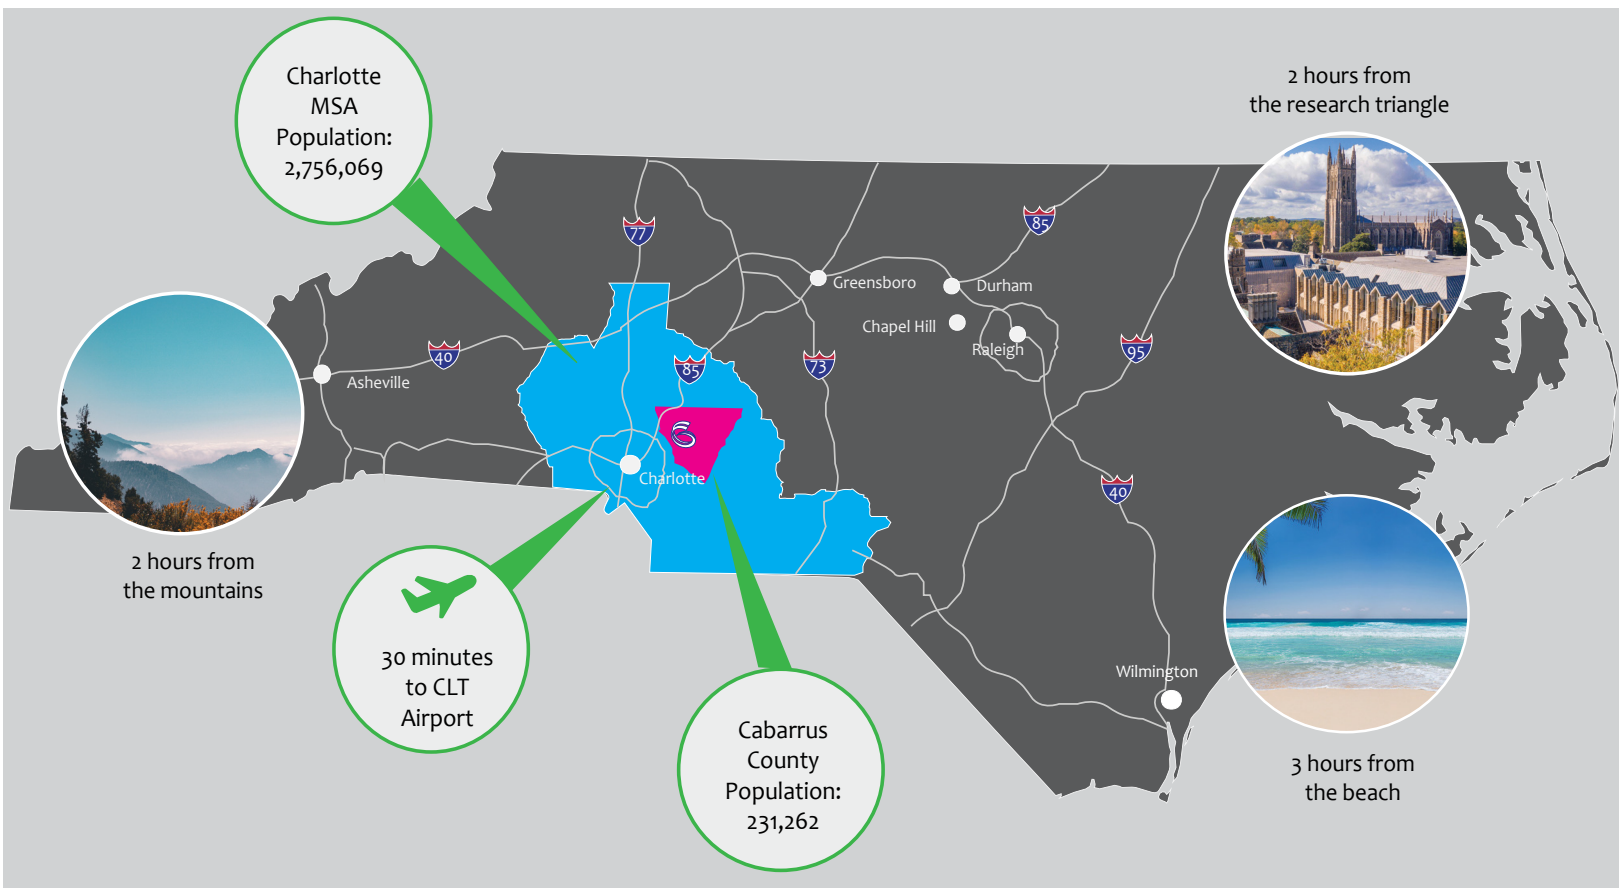 Charlotte
MSA
Population:
2,756,069
2 hours from
the research triangle
77
85
Greensboro
Durham
Chapel Hill
Raleigh
40
Asheville
85
73
95
Charlotte
40
2 hours from
the mountains
30 minutes
to CLT
Airport
Wilmington
Cabarrus
County
Population:
231,262
3 hours from
the beach